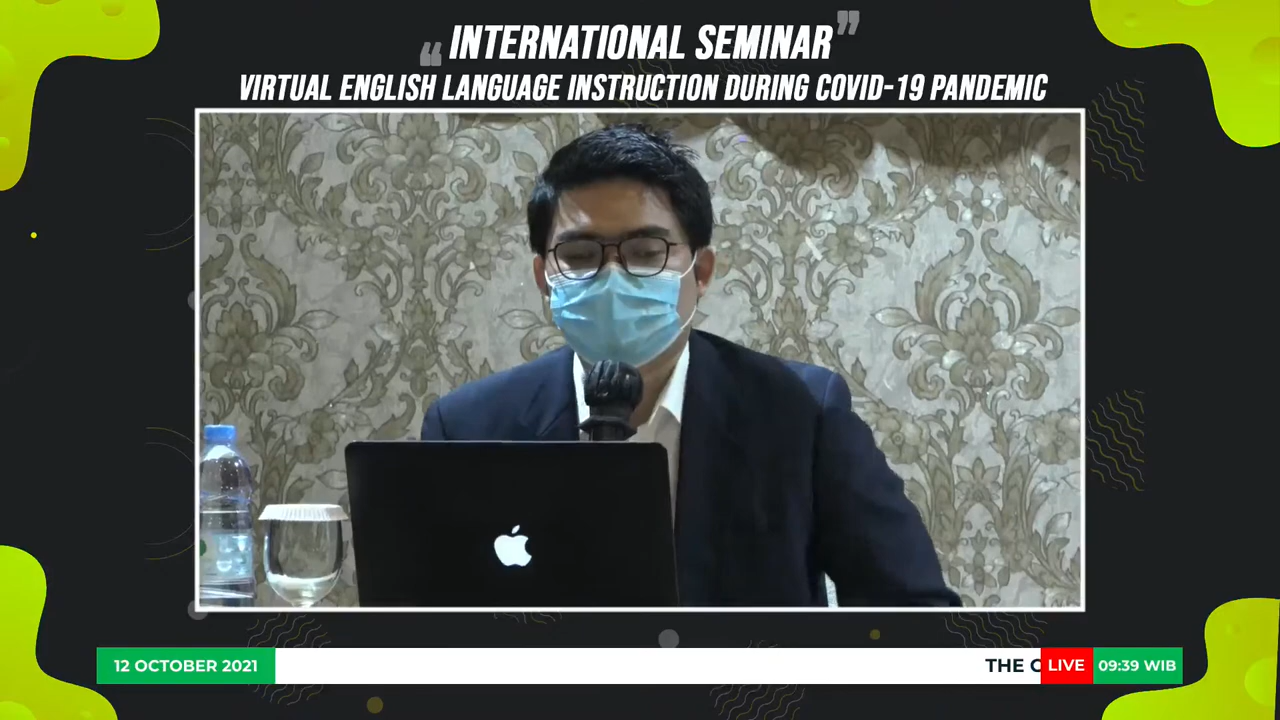 „ INTERNATIONAL SEMINAR ”
VIRTUAL ENGLISH LANGUAGE INSTRUCTION DURING COVID-19 PANDEMIC
12 OCTOBER 2021 THE LIVE 09:39 WIB